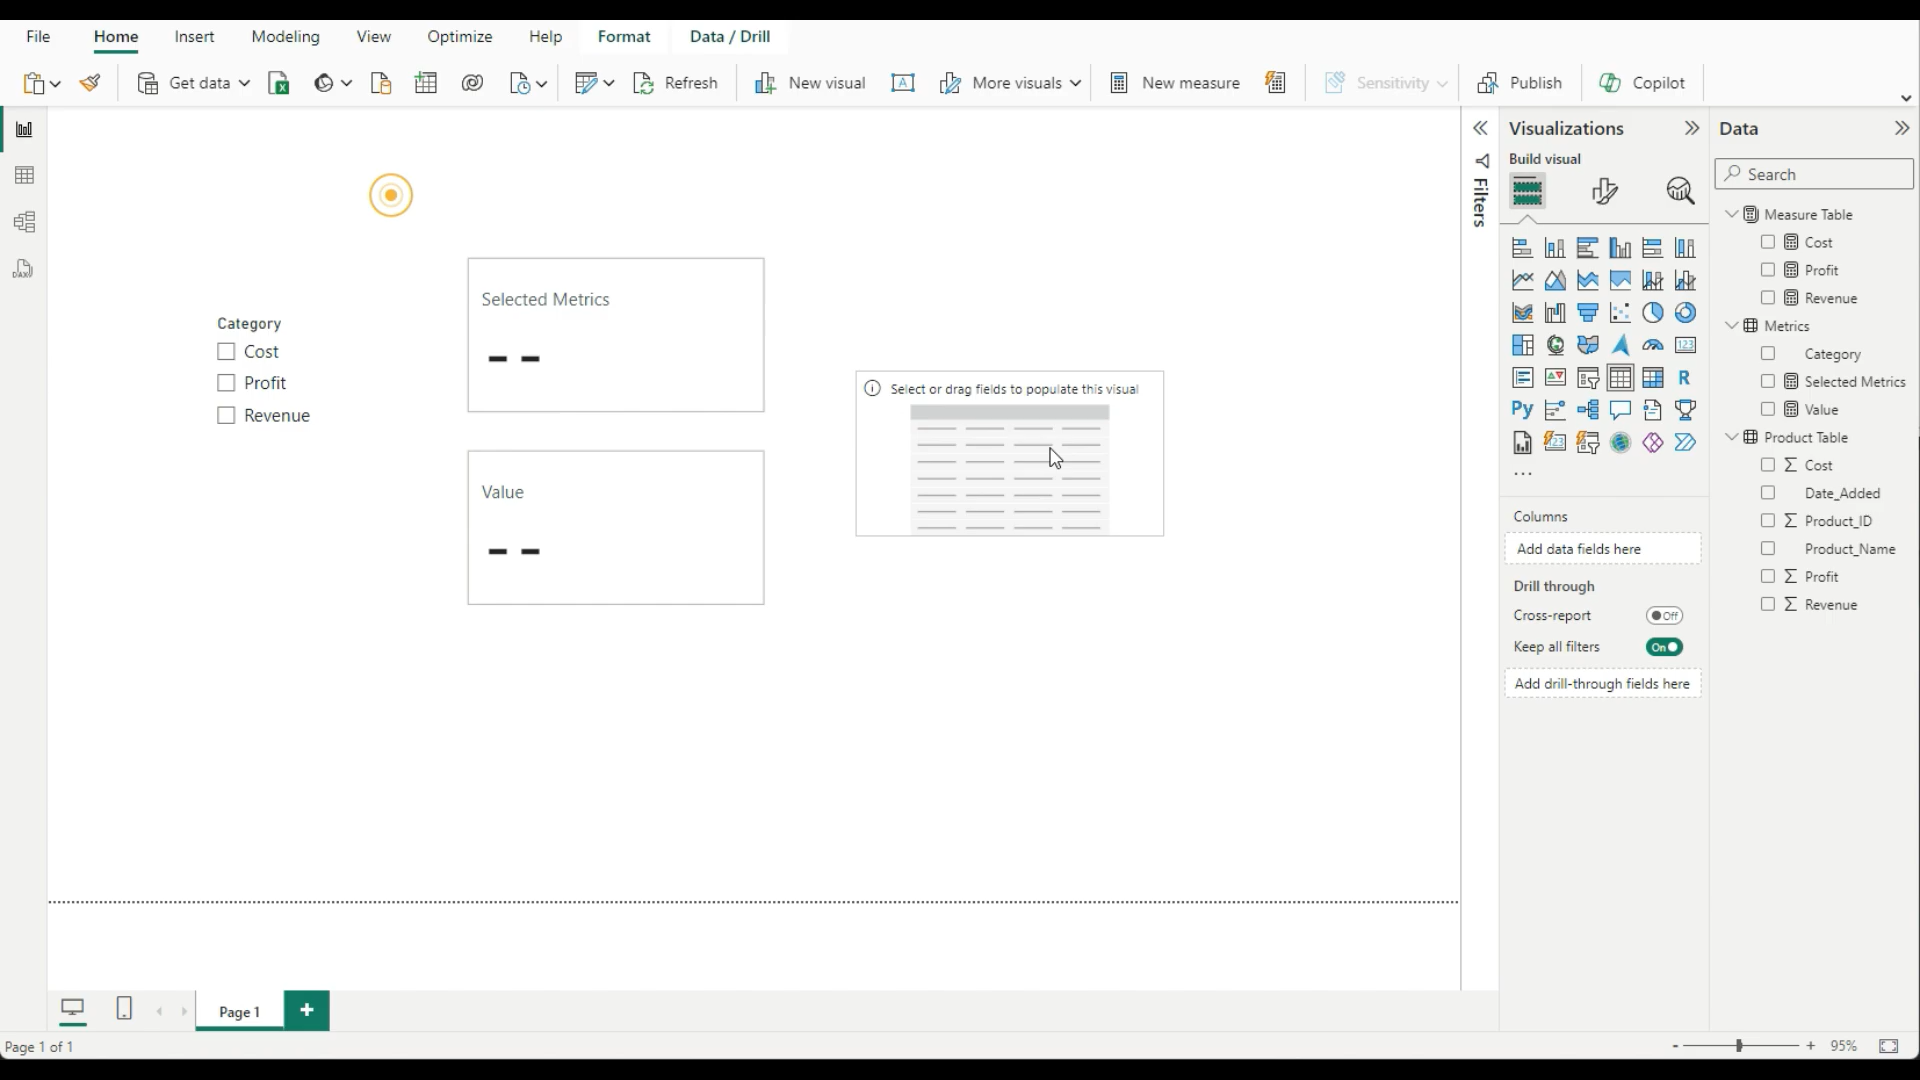 File Home Insert Modeling View Optimize Help Format Data / Drill
Get data Refresh New visual More visuals New measure Sensitivity Publish Copilot
Category
Cost
Profit
Revenue
Selected Metrics
--
Value
--
Select or drag fields to populate this visual
Filters
Visualizations
Build visual
R
Py
Columns
Add data fields here
Drill through
Cross-report Off
Keep all filters On
Add drill-through fields here
Data
Search
Measure Table
Cost
Profit
Revenue
Metrics
Category
Selected Metrics
Value
Product Table
Cost
Date_Added
Product_ID
Product_Name
Profit
Revenue
Page 1
Page 1 of 1
- + 95%